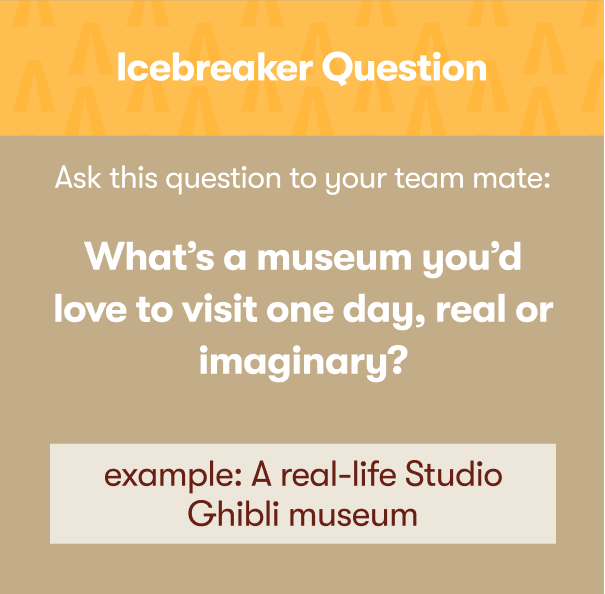 Icebreaker Question
Ask this question to your team mate:
What’s a museum you’d
love to visit one day, real or
imaginary?
example: A real-life Studio
Ghibli museum